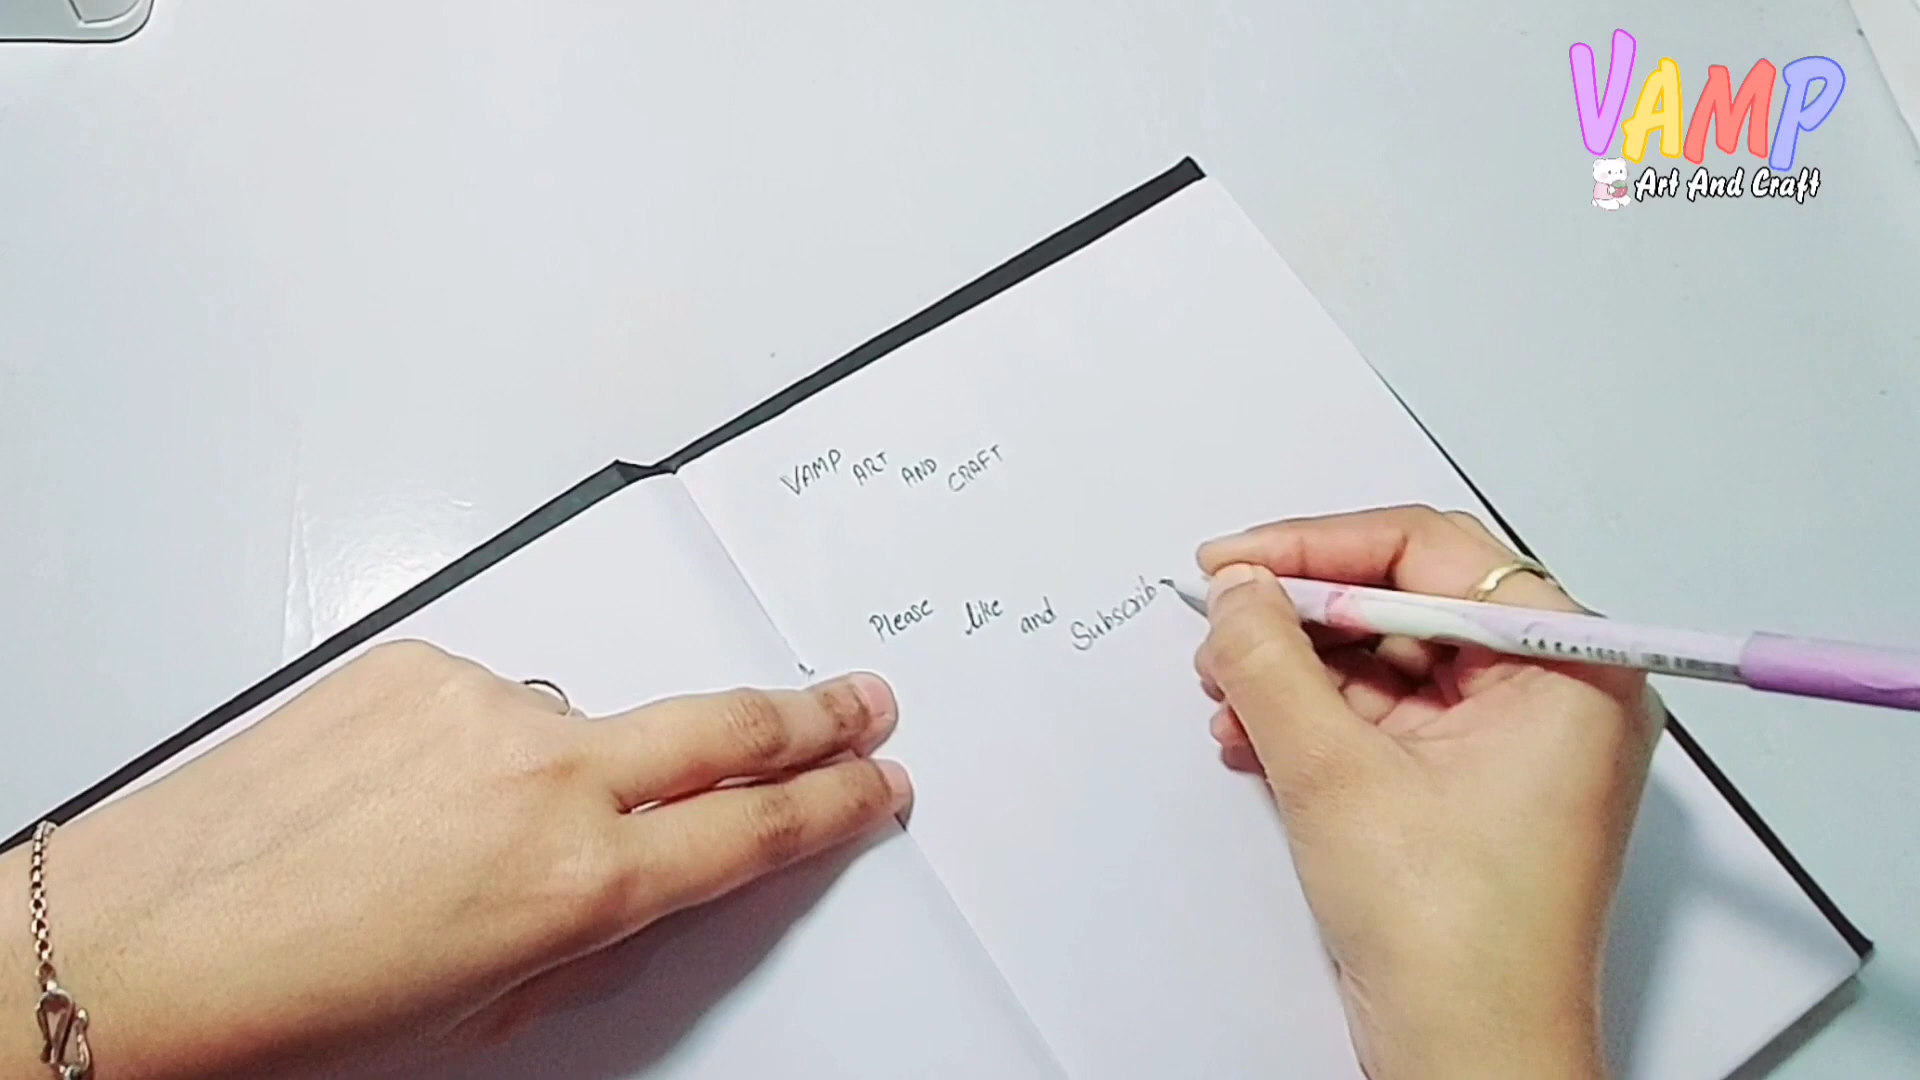 VAMP
Art And Craft
VAMP ART AND CRAFT
Please like and Subscrib